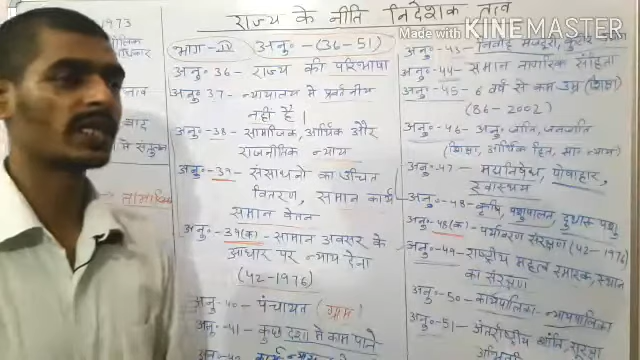 राज्य के नीति निदेशक तत्व
Made with KINEMASTER
1973
भाग-IV अनु०-(36-51)
अनु०-36- राज्य की परिभाषा
अनु०-37- न्यायालय मे प्रवर्तनीय
नहीं है।
अनु०-38- सामाजिक, आर्थिक और
राजनीतिक न्याय
अनु०-39- संसाधनो का उचित
वितरण, समान कार्य
समान वेतन
अनु०-39(क)- सामान अवसर के
आधार पर न्याय देना
(42-1976)
अनु०-40- पंचायत (ग्राम)
अनु०-41- कुछ दशा मे काम पाने
अनु०-43- निर्वाह मजदूरी, कुटीर
अनु०-44- समान नागरिक संहिता
अनु०-45- 6 वर्ष से कम उम्र (शिक्षा)
(86-2002)
अनु०-46- अनु० जाति, जनजाति
(शिक्षा, आर्थिक हित, सा० न्याय)
अनु०-47- मद्यनिषेध, पोषाहार,
स्वास्थय
अनु०-48- कृषि, पशुपालन, दुधारू पशु
अनु०-48(क)- पर्यावरण संरक्षण (42-1976)
अनु०-49- राष्ट्रीय महत्व स्मारक, स्थान
का संरक्षण
अनु०-50- कार्यपालिका-न्यायपालिका
अनु०-51- अंतर्राष्ट्रीय शांति, सुरक्षा